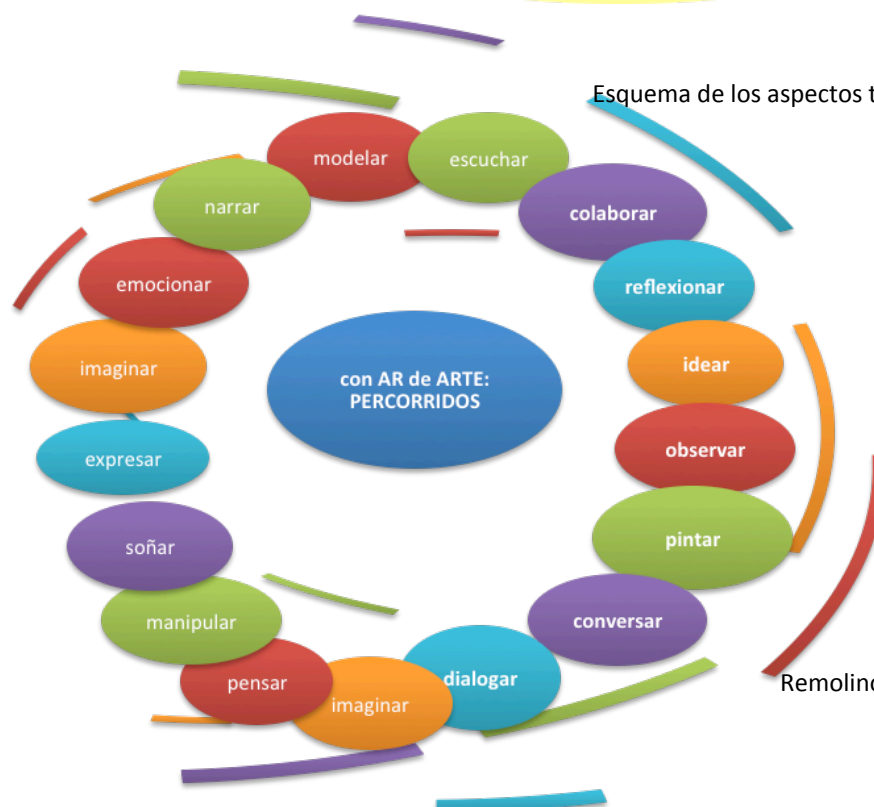 Esquema de los aspectos
modelar
escuchar
colaborar
reflexionar
idear
observar
pintar
conversar
dialogar
imaginar
pensar
manipular
soñar
expresar
imaginar
emocionar
narrar
con AR de ARTE:
PERCORRIDOS